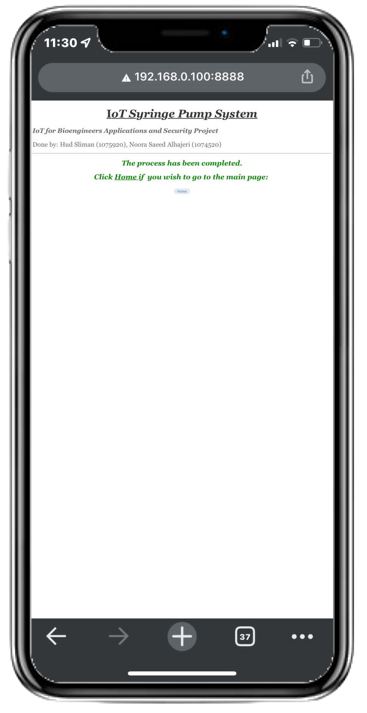 11:30
192.168.0.100:8888
IoT Syringe Pump System
IoT for Bioengineers Applications and Security Project
Done by: Hud Sliman (1075920), Noora Saeed Alhajeri (1074520)
The process has been completed.
Click Home if you wish to go to the main page:
Home
37